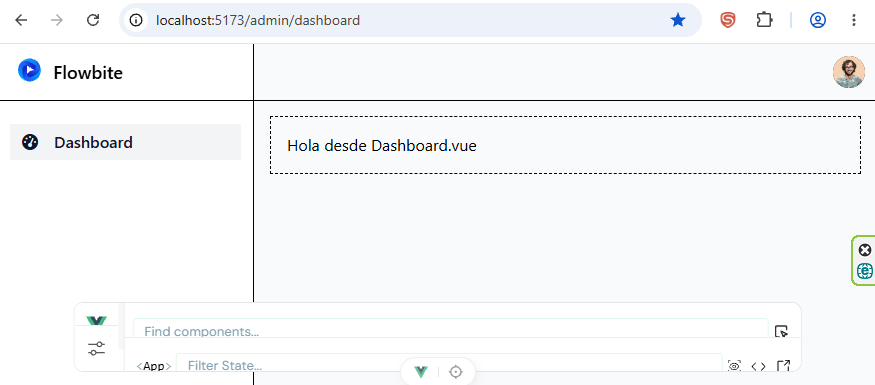 localhost:5173/admin/dashboard
Flowbite
Dashboard
Hola desde Dashboard.vue
Find components...
<App>
Filter State...